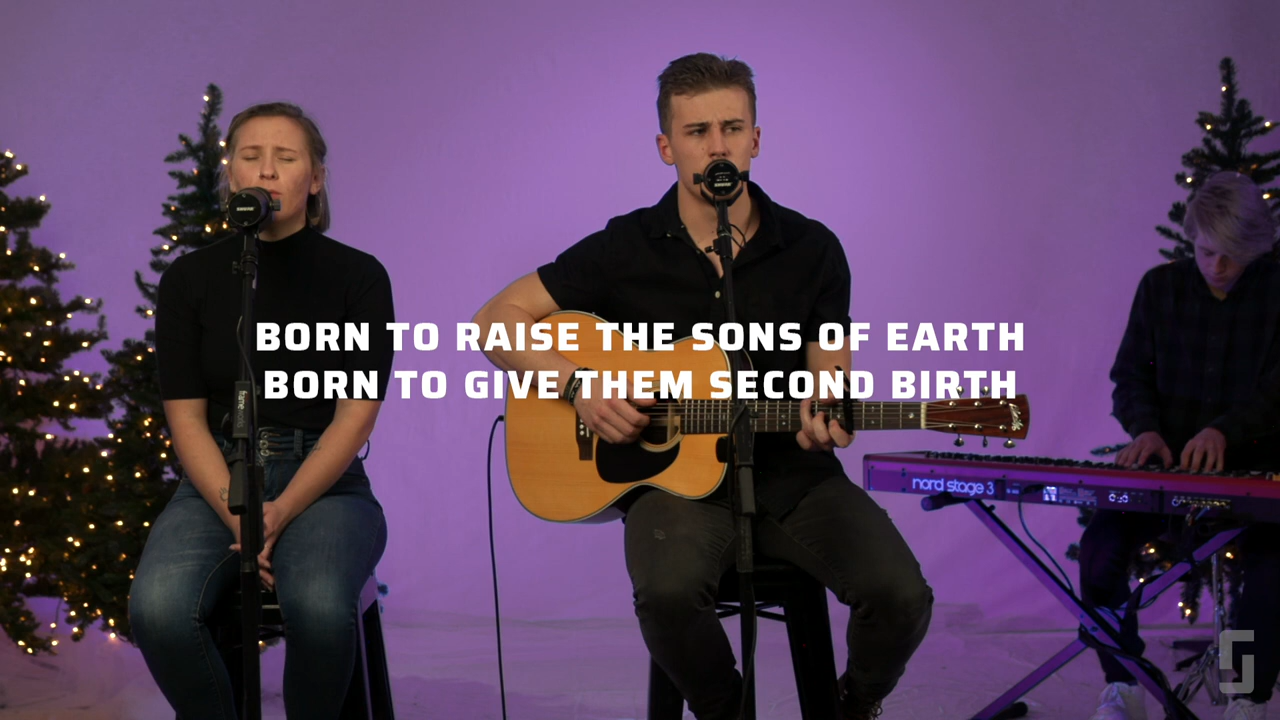 BORN TO RAISE THE SONS OF EARTH
BORN TO GIVE THEM SECOND BIRTH
nord stage 3